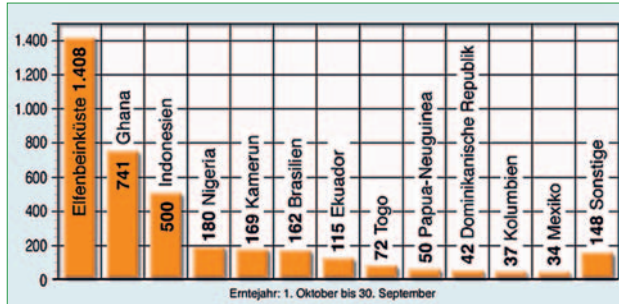 1.400
1.200
1.000
800
600
400
200
0
Elfenbeinküste 1.408
741 Ghana
500 Indonesien
180 Nigeria
169 Kamerun
162 Brasilien
115 Ekuador
72 Togo
50 Papua-Neuguinea
42 Dominikanische Republik
37 Kolumbien
34 Mexiko
148 Sonstige
Erntejahr: 1. Oktober bis 30. September